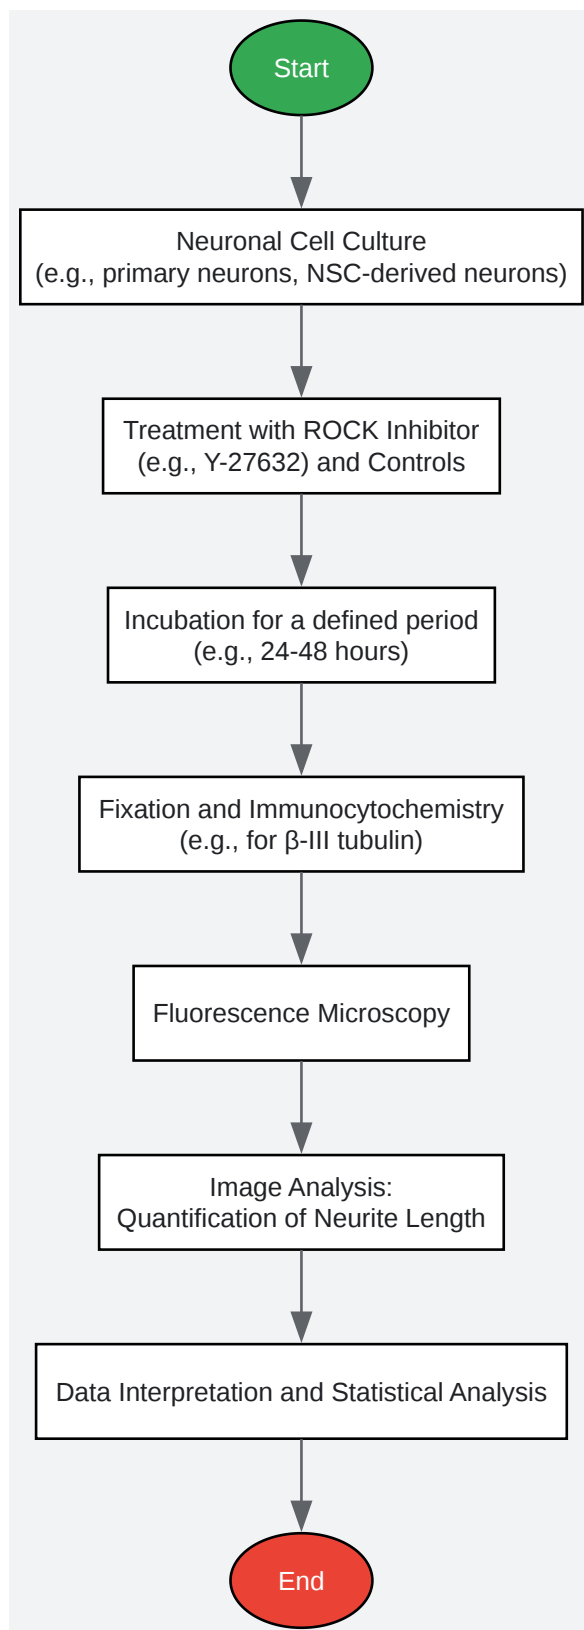 Start
Neuronal Cell Culture
(e.g., primary neurons, NSC-derived neurons)
Treatment with ROCK Inhibitor
(e.g., Y-27632) and Controls
Incubation for a defined period
(e.g., 24-48 hours)
Fixation and Immunocytochemistry
(e.g., for β-III tubulin)
Fluorescence Microscopy
Image Analysis:
Quantification of Neurite Length
Data Interpretation and Statistical Analysis
End